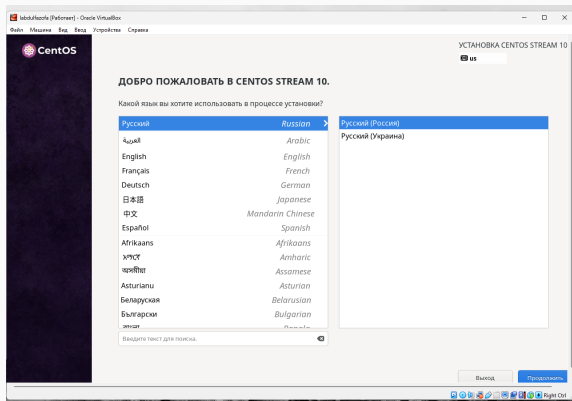 labdulfazofa [Работает] - Oracle VirtualBox
Файл Машина Вид Ввод Устройства Справка
CentOS
УСТАНОВКА CENTOS STREAM 10
us
ДОБРО ПОЖАЛОВАТЬ В CENTOS STREAM 10.
Какой язык вы хотите использовать в процессе установки?
Русский Russian
العربية Arabic
English English
Français French
Deutsch German
日本語 Japanese
中文 Mandarin Chinese
Español Spanish
Afrikaans Afrikaans
አማርኛ Amharic
অসমীয়া Assamese
Asturianu Asturian
Беларуская Belarusian
Български Bulgarian
Русский (Россия)
Русский (Украина)
Введите текст для поиска.
Выход
Продолжить
Right Ctrl